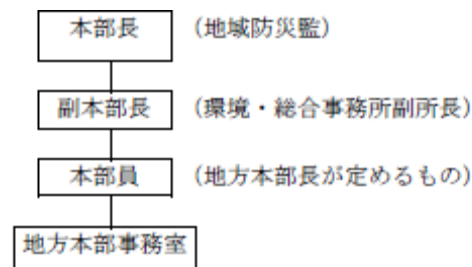 本部長 (地域防災監)
副本部長 (環境・総合事務所副所長)
本部員 (地方本部長が定めるもの)
地方本部事務室